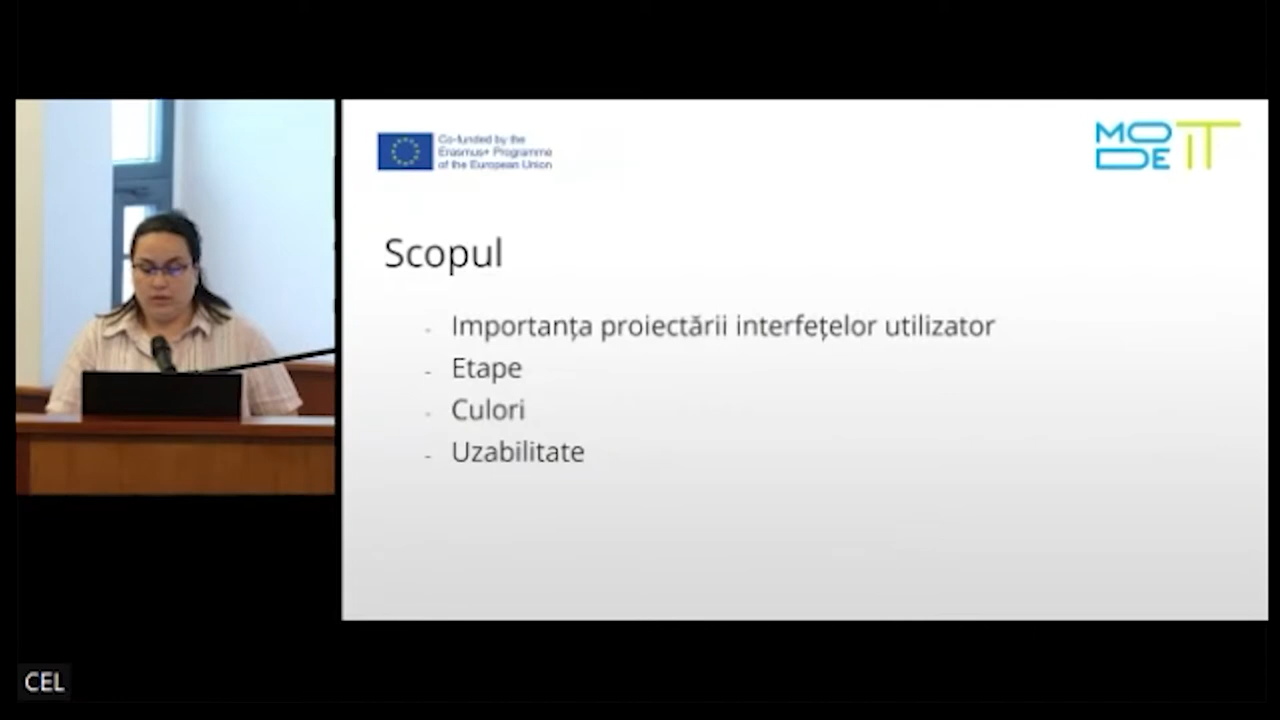 Co-funded by the
Erasmus+ Programme
of the European Union
MO
DE IT
Scopul
- Importanța proiectării interfețelor utilizator
- Etape
- Culori
- Uzabilitate
CEL